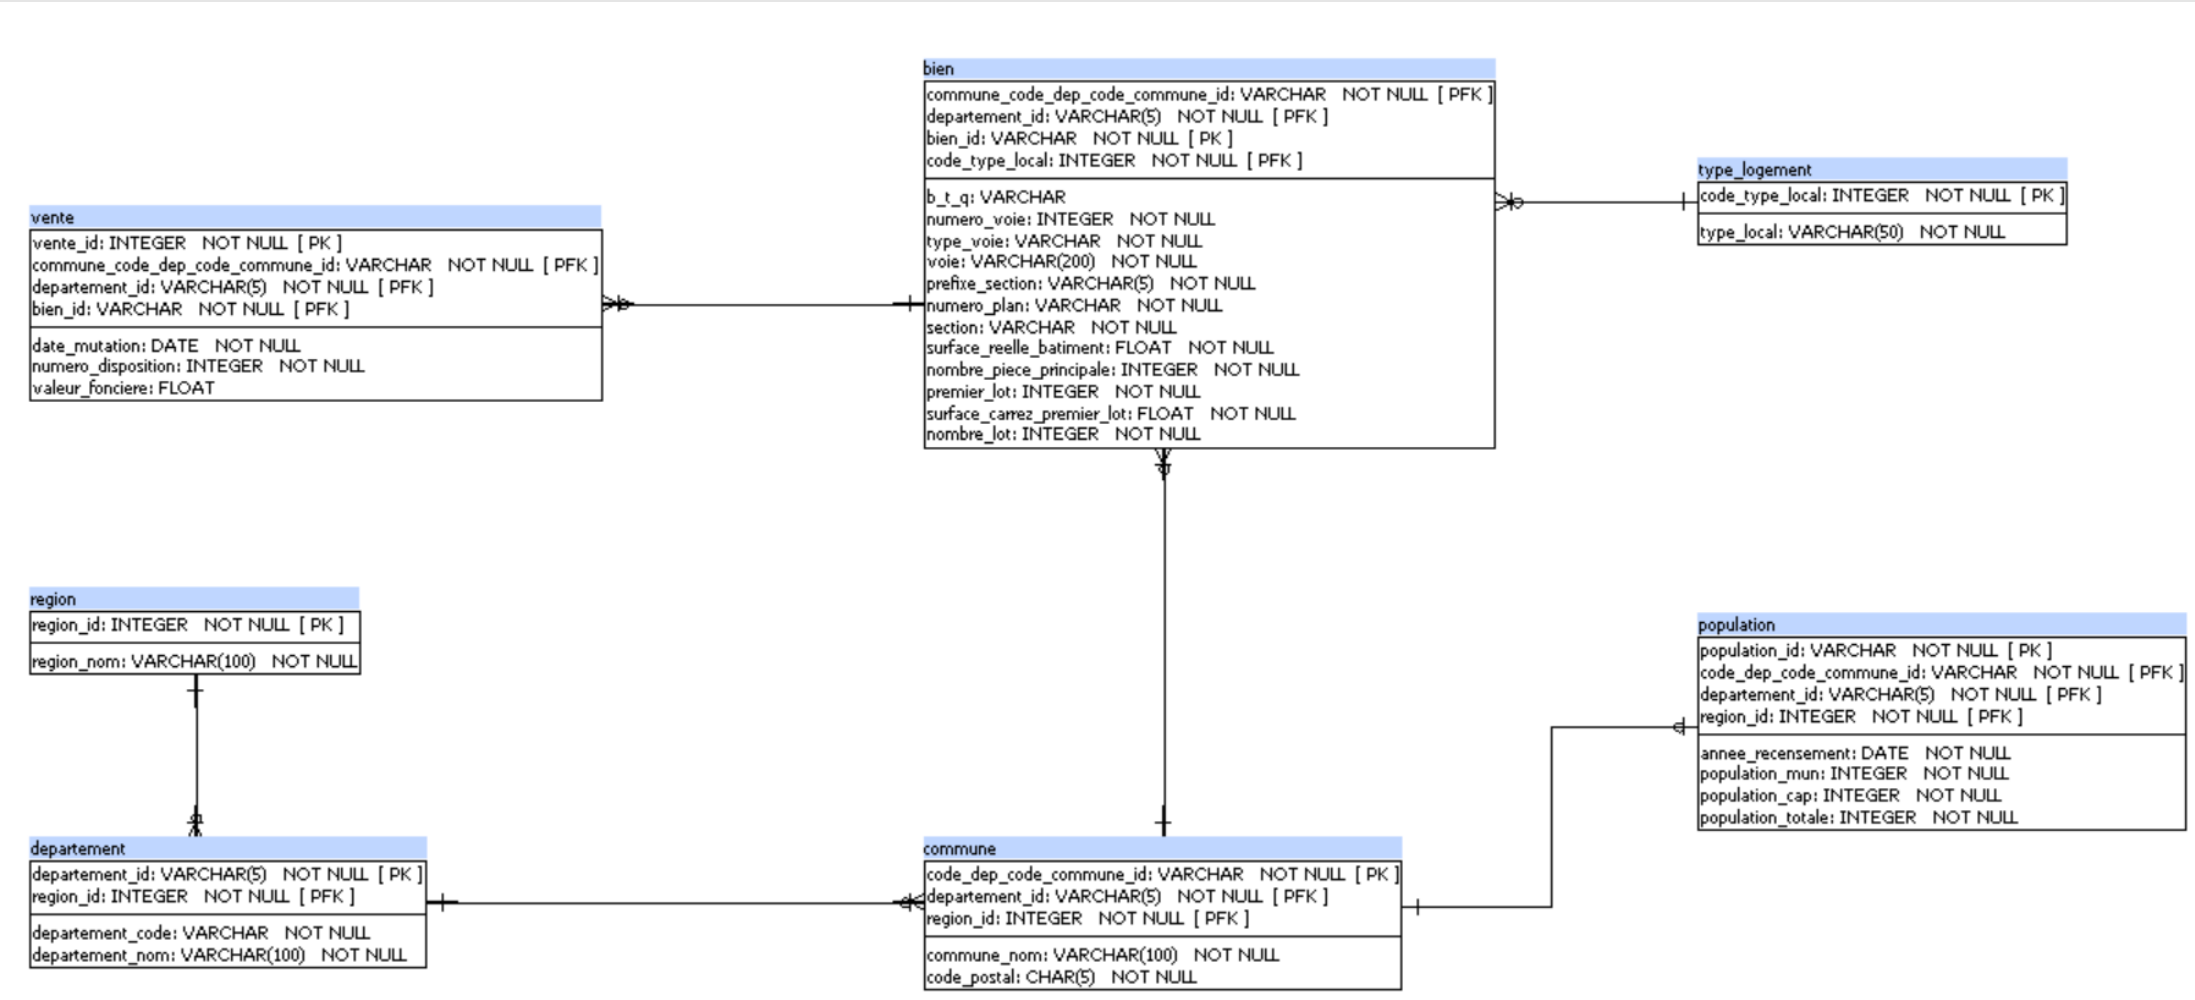 bien
commune_code_dep_code_commune_id: VARCHAR NOT NULL [ PFK ]
departement_id: VARCHAR(5) NOT NULL [ PFK ]
bien_id: VARCHAR NOT NULL [ PK ]
code_type_local: INTEGER NOT NULL [ PFK ]
b_t_q: VARCHAR
numero_voie: INTEGER NOT NULL
type_voie: VARCHAR NOT NULL
voie: VARCHAR(200) NOT NULL
prefixe_section: VARCHAR(5) NOT NULL
numero_plan: VARCHAR NOT NULL
section: VARCHAR NOT NULL
surface_reelle_batiment: FLOAT NOT NULL
nombre_piece_principale: INTEGER NOT NULL
premier_lot: INTEGER NOT NULL
surface_carrez_premier_lot: FLOAT NOT NULL
nombre_lot: INTEGER NOT NULL
type_logement
code_type_local: INTEGER NOT NULL [ PK ]
type_local: VARCHAR(50) NOT NULL
vente
vente_id: INTEGER NOT NULL [ PK ]
commune_code_dep_code_commune_id: VARCHAR NOT NULL [ PFK ]
departement_id: VARCHAR(5) NOT NULL [ PFK ]
bien_id: VARCHAR NOT NULL [ PFK ]
date_mutation: DATE NOT NULL
numero_disposition: INTEGER NOT NULL
valeur_fonciere: FLOAT
region
region_id: INTEGER NOT NULL [ PK ]
region_nom: VARCHAR(100) NOT NULL
population
population_id: VARCHAR NOT NULL [ PK ]
code_dep_code_commune_id: VARCHAR NOT NULL [ PFK ]
departement_id: VARCHAR(5) NOT NULL [ PFK ]
region_id: INTEGER NOT NULL [ PFK ]
annee_recensement: DATE NOT NULL
population_mun: INTEGER NOT NULL
population_cap: INTEGER NOT NULL
population_totale: INTEGER NOT NULL
departement
departement_id: VARCHAR(5) NOT NULL [ PK ]
region_id: INTEGER NOT NULL [ PFK ]
departement_code: VARCHAR NOT NULL
departement_nom: VARCHAR(100) NOT NULL
commune
code_dep_code_commune_id: VARCHAR NOT NULL [ PK ]
departement_id: VARCHAR(5) NOT NULL [ PFK ]
region_id: INTEGER NOT NULL [ PFK ]
commune_nom: VARCHAR(100) NOT NULL
code_postal: CHAR(5) NOT NULL